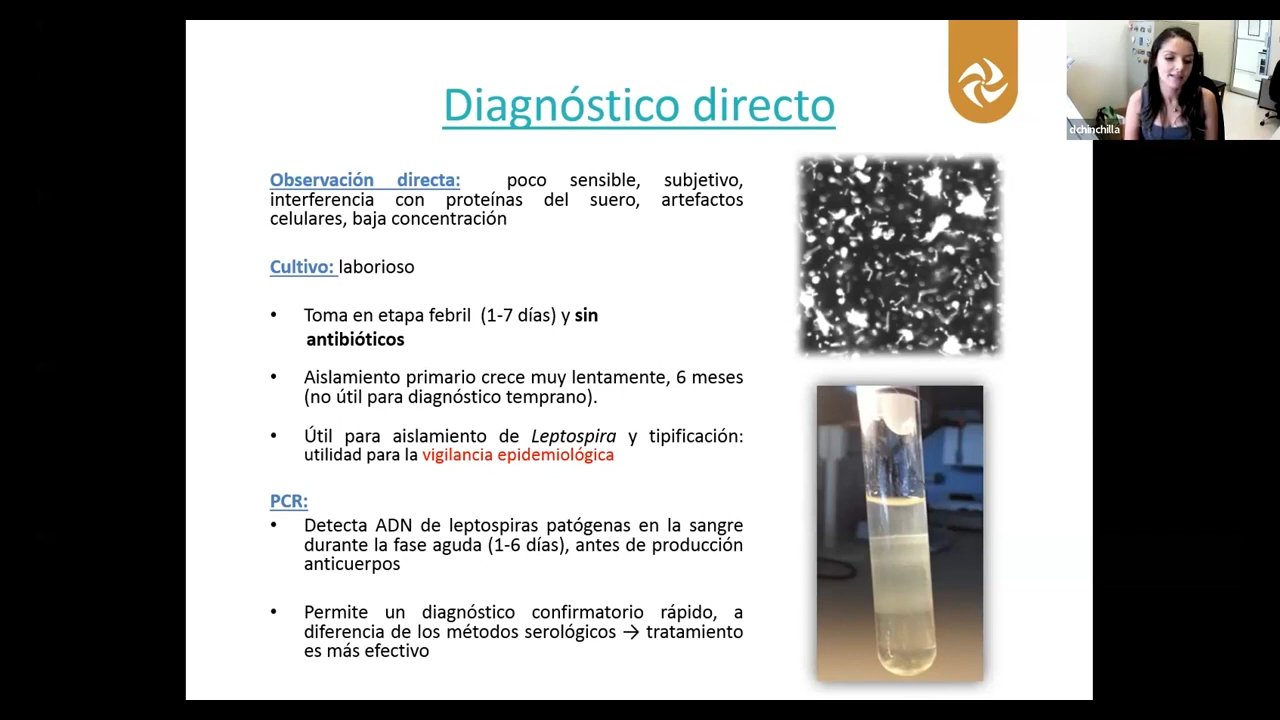 Diagnóstico directo
dchinchilla
Observación directa: poco sensible, subjetivo,
interferencia con proteínas del suero, artefactos
celulares, baja concentración
Cultivo: laborioso
• Toma en etapa febril (1-7 días) y sin
antibióticos
• Aislamiento primario crece muy lentamente, 6 meses
(no útil para diagnóstico temprano).
• Útil para aislamiento de Leptospira y tipificación:
utilidad para la vigilancia epidemiológica
PCR:
• Detecta ADN de leptospiras patógenas en la sangre
durante la fase aguda (1-6 días), antes de producción
anticuerpos
• Permite un diagnóstico confirmatorio rápido, a
diferencia de los métodos serológicos → tratamiento
es más efectivo